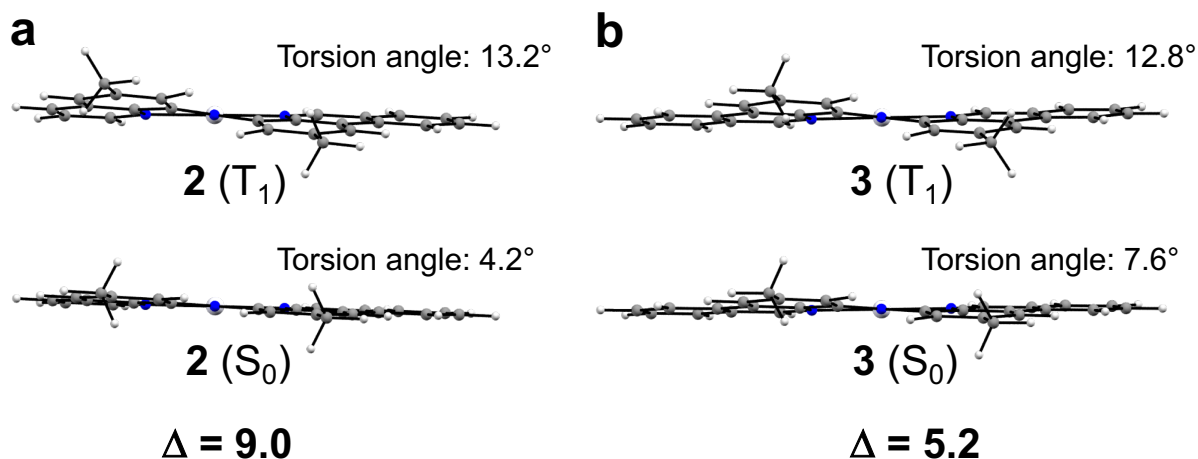 a
Torsion angle: 13.2°
2 (T₁)
Torsion angle: 4.2°
2 (S₀)
Δ = 9.0
b
Torsion angle: 12.8°
3 (T₁)
Torsion angle: 7.6°
3 (S₀)
Δ = 5.2